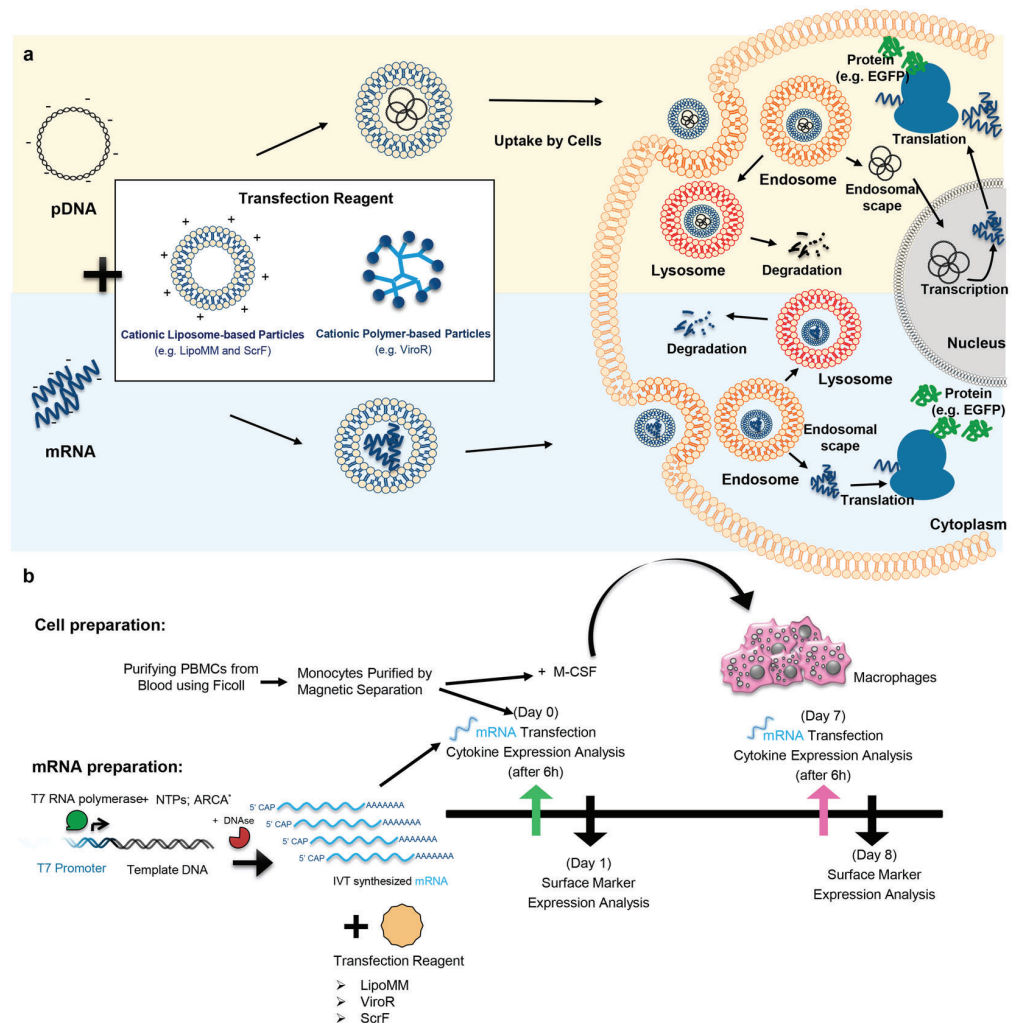 a
pDNA
mRNA
Transfection Reagent
Cationic Liposome-based Particles
(e.g. LipoMM and ScrF)
Cationic Polymer-based Particles
(e.g. ViroR)
Uptake by Cells
Protein
(e.g. EGFP)
Translation
Endosome
Endosomal
scape
Lysosome
Degradation
Transcription
Nucleus
Degradation
Lysosome
Protein
(e.g. EGFP)
Endosomal
scape
Endosome
Translation
Cytoplasm
b
Cell preparation:
Purifying PBMCs from
Blood using Ficoll
Monocytes Purified by
Magnetic Separation
+ M-CSF
Macrophages
(Day 0)
mRNA Transfection
Cytokine Expression Analysis
(after 6h)
(Day 7)
mRNA Transfection
Cytokine Expression Analysis
(after 6h)
mRNA preparation:
T7 RNA polymerase+ NTPs; ARCA*
+ DNAse
T7 Promoter
Template DNA
5' CAP AAAAAAA
5' CAP AAAAAAA
5' CAP AAAAAAA
5' CAP AAAAAAA
IVT synthesized mRNA
(Day 1)
Surface Marker
Expression Analysis
(Day 8)
Surface Marker
Expression Analysis
+
Transfection Reagent
➢ LipoMM
➢ ViroR
➢ ScrF